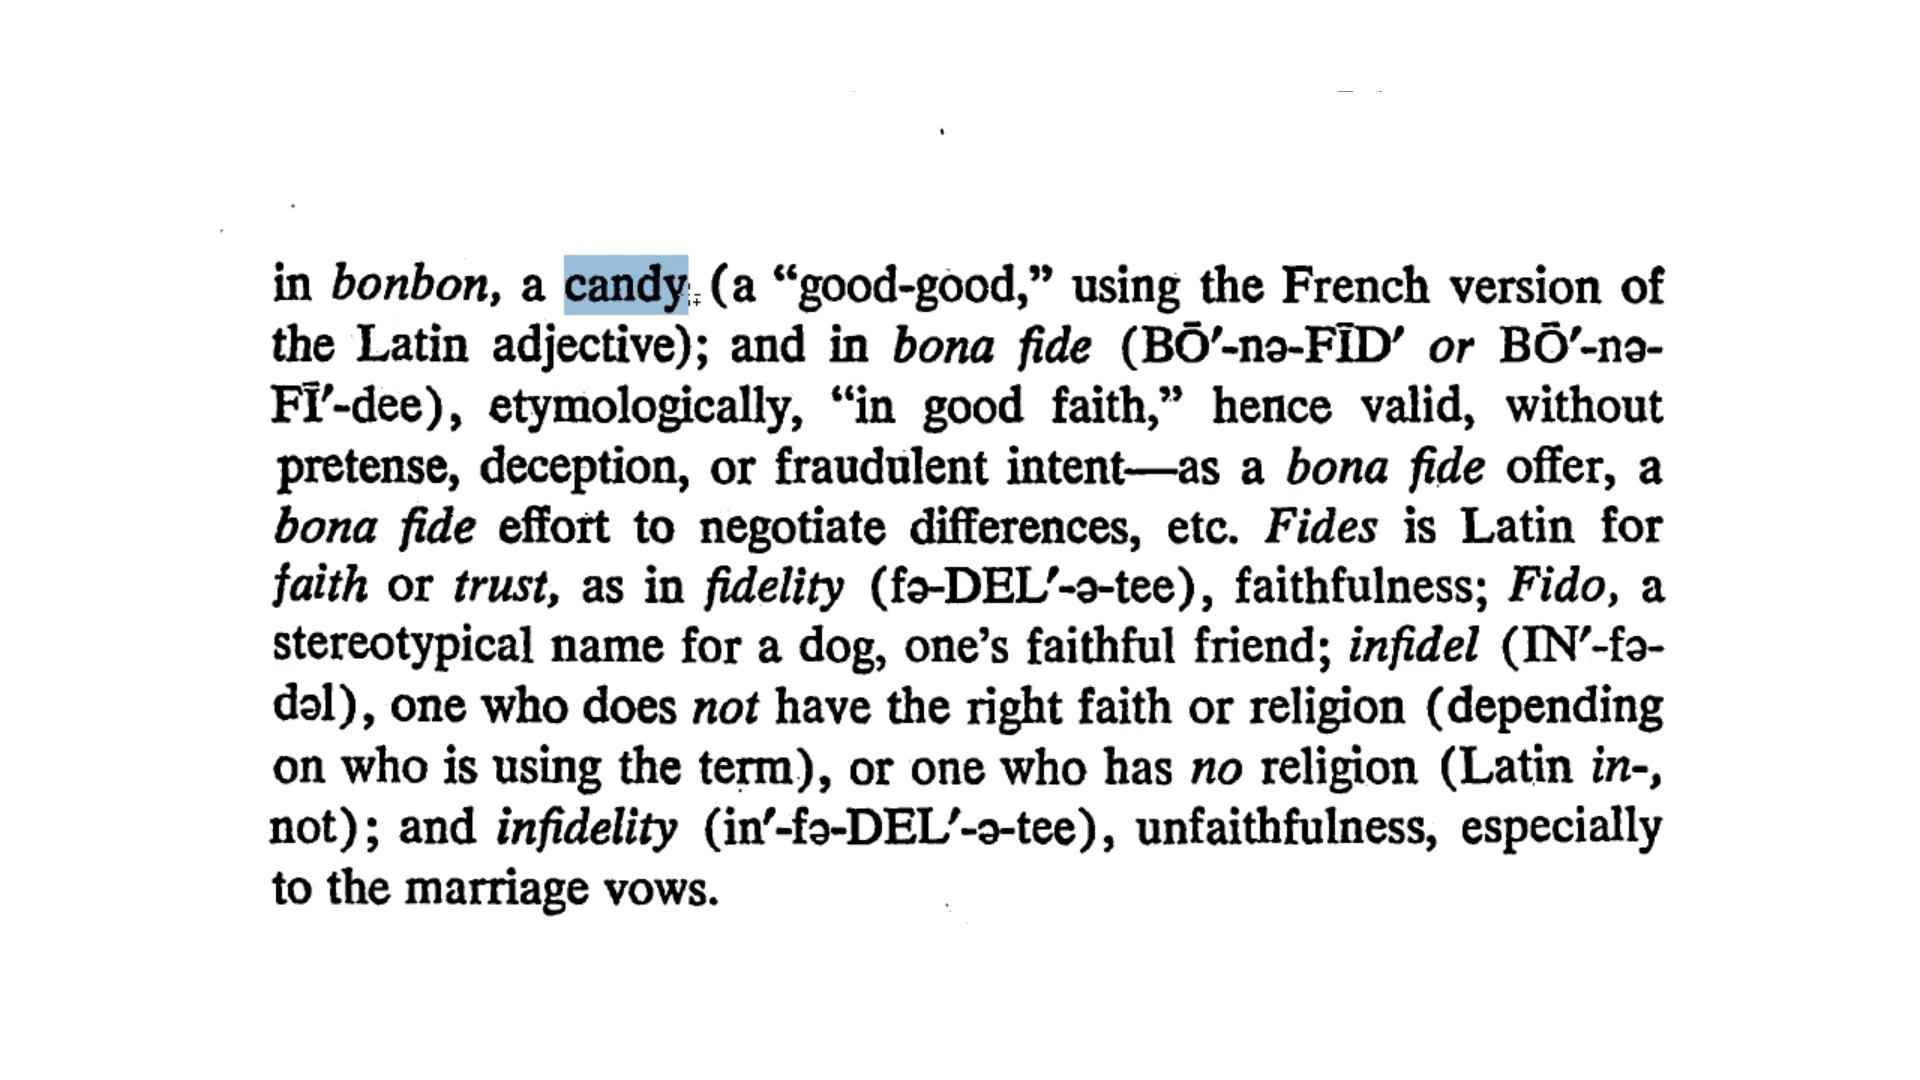 in bonbon, a candy (a “good-good,” using the French version of
the Latin adjective); and in bona fide (BŌ′-nə-FĪD′ or BŌ′-nə-
FĪ′-dee), etymologically, “in good faith,” hence valid, without
pretense, deception, or fraudulent intent—as a bona fide offer, a
bona fide effort to negotiate differences, etc. Fides is Latin for
faith or trust, as in fidelity (fə-DEL′-ə-tee), faithfulness; Fido, a
stereotypical name for a dog, one’s faithful friend; infidel (IN′-fə-
dəl), one who does not have the right faith or religion (depending
on who is using the term), or one who has no religion (Latin in-,
not); and infidelity (in′-fə-DEL′-ə-tee), unfaithfulness, especially
to the marriage vows.